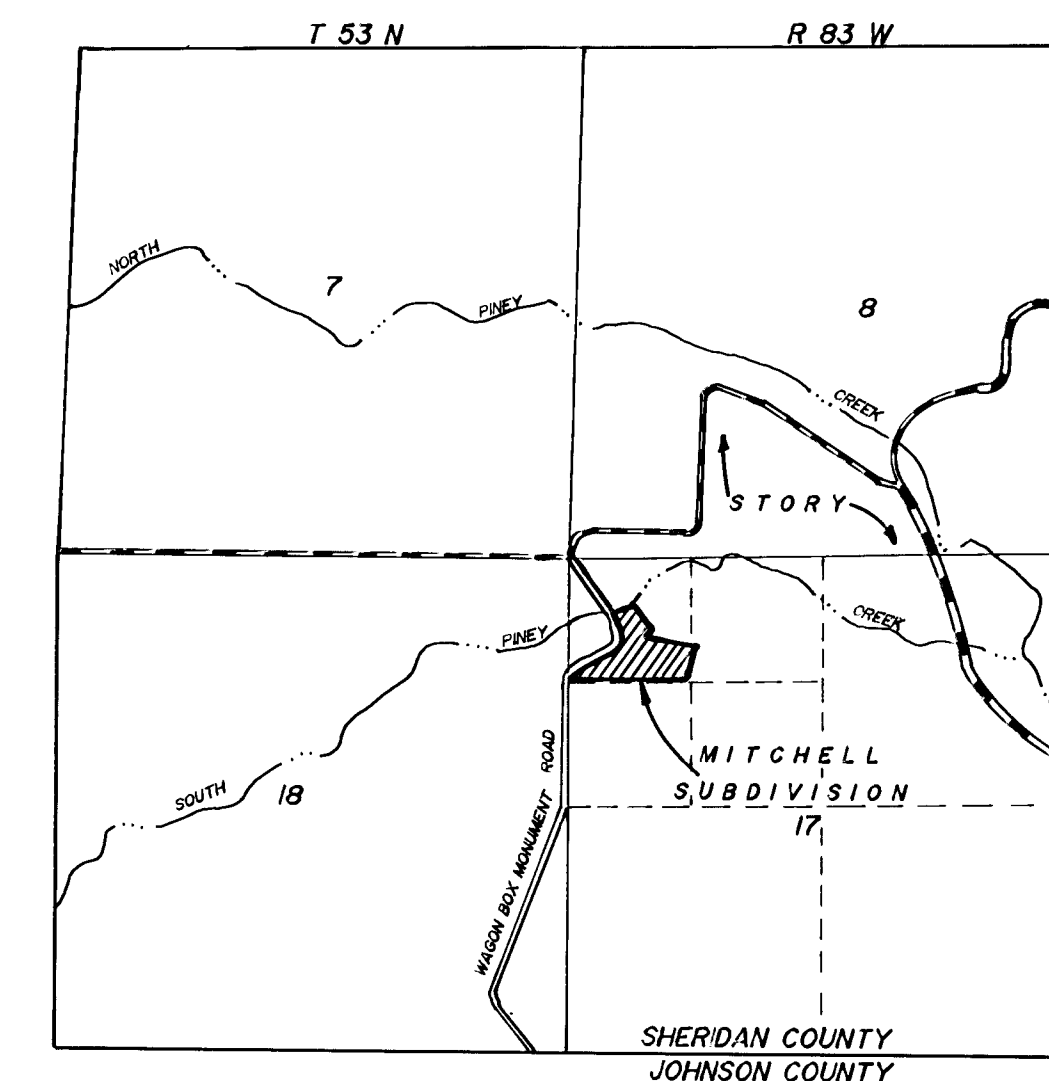 T 53 N
R 83 W
NORTH
7
PINEY
8
CREEK
STORY
PINEY
CREEK
MITCHELL
SUBDIVISION
WAGON BOX MONUMENT ROAD
SOUTH
18
17
SHERIDAN COUNTY
JOHNSON COUNTY